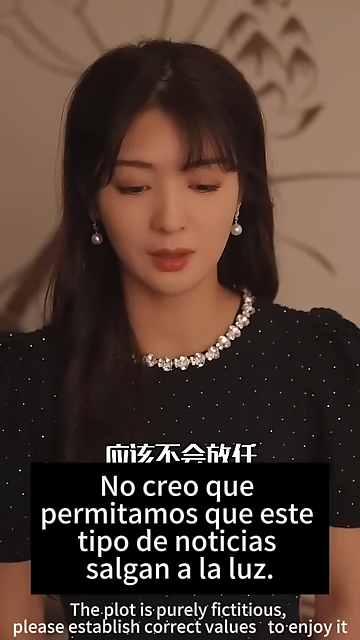 应该不会放任
No creo que
permitamos que este
tipo de noticias
salgan a la luz.
The plot is purely fictitious,
please establish correct values to enjoy it